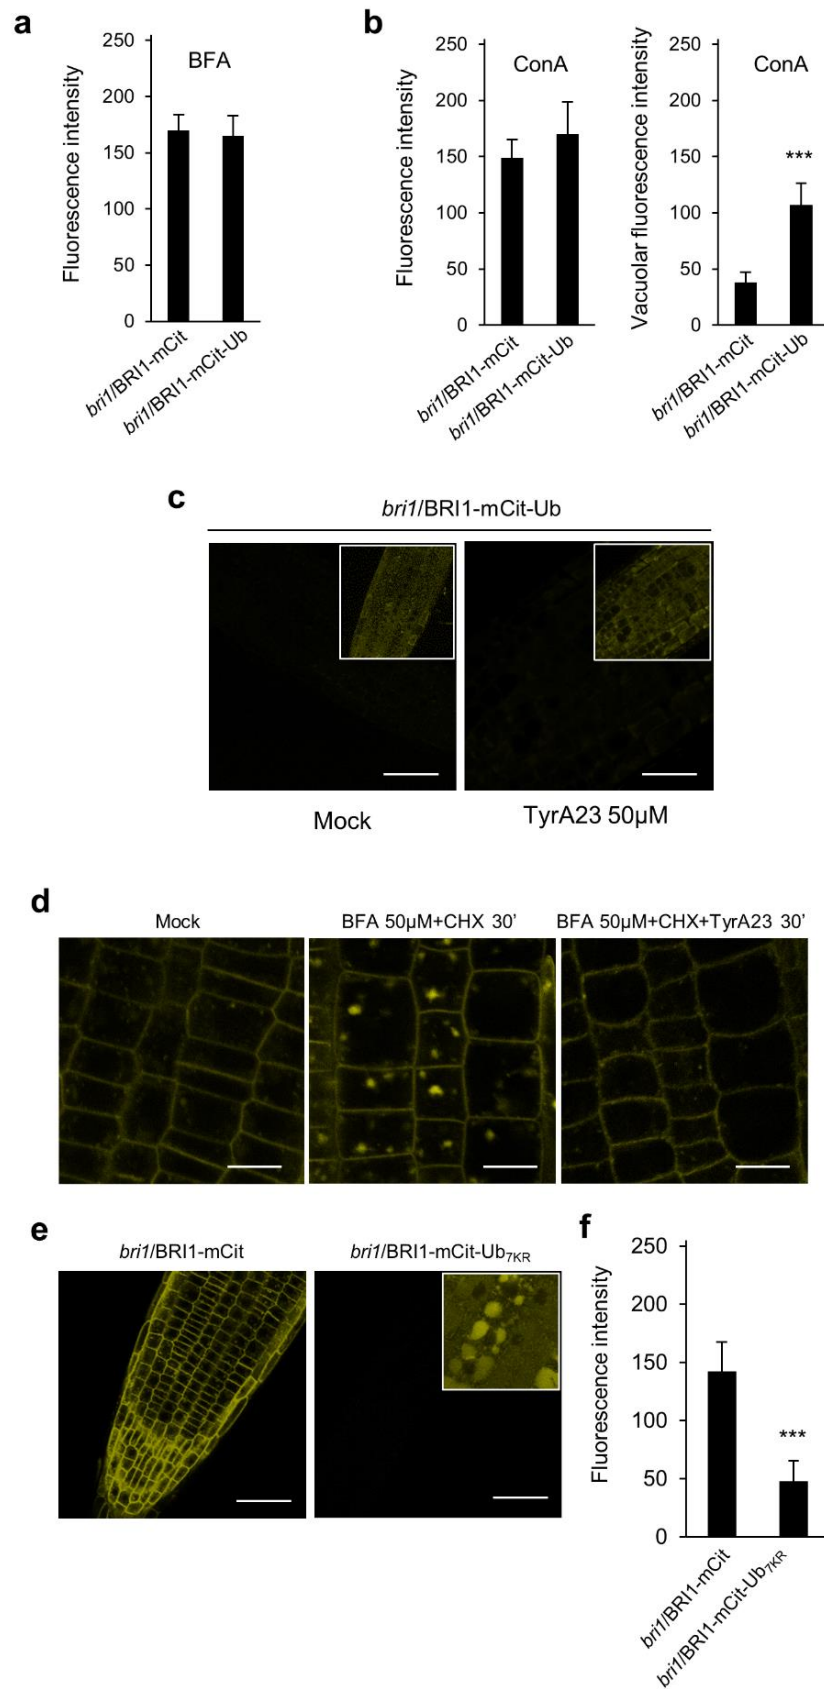 a
250
200
150
100
50
0
Fluorescence intensity
BFA
bri1/BRI1-mCit
bri1/BRI1-mCit-Ub
b
250
200
150
100
50
0
Fluorescence intensity
ConA
bri1/BRI1-mCit
bri1/BRI1-mCit-Ub
250
200
150
100
50
0
Vacuolar fluorescence intensity
ConA
***
bri1/BRI1-mCit
bri1/BRI1-mCit-Ub
c
bri1/BRI1-mCit-Ub
Mock
TyrA23 50µM
d
Mock
BFA 50µM+CHX 30’
BFA 50µM+CHX+TyrA23 30’
e
bri1/BRI1-mCit
bri1/BRI1-mCit-Ub7KR
f
250
200
150
100
50
0
Fluorescence intensity
***
bri1/BRI1-mCit
bri1/BRI1-mCit-Ub7KR